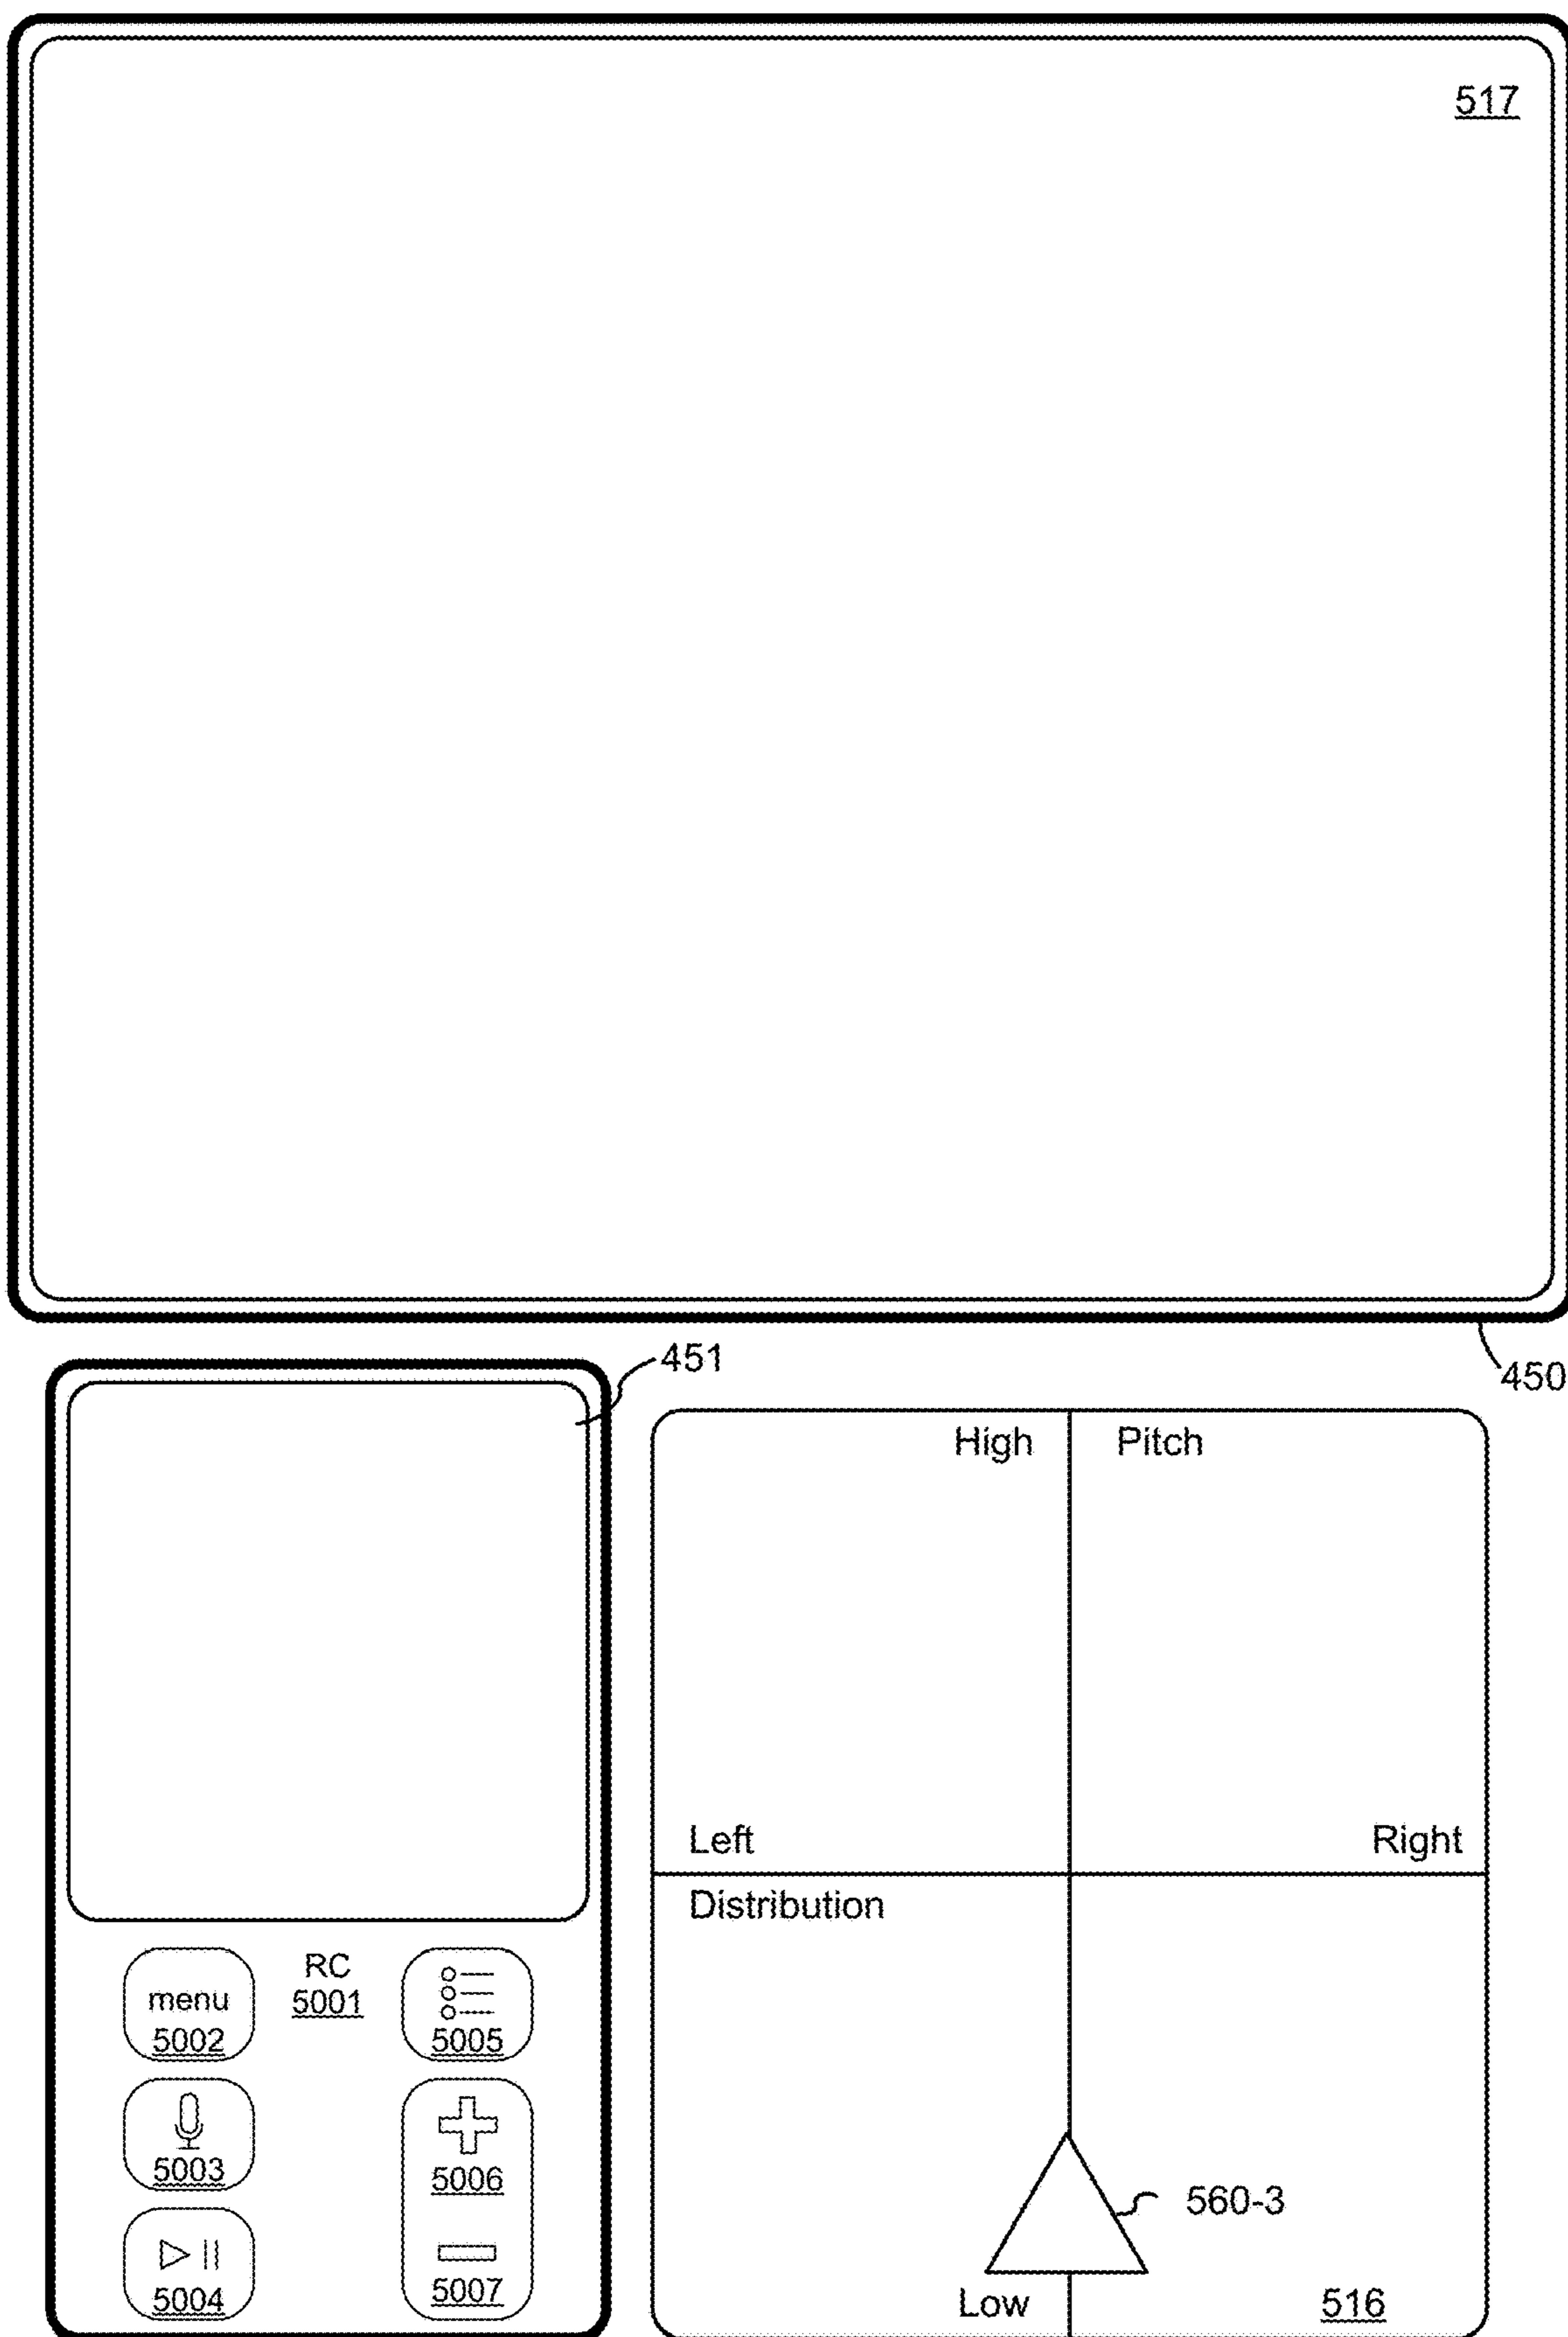 517
450
451
High Pitch
Left Right
Distribution
RC
menu 5001
5002 5005
5003 5006
5004 5007
560-3
Low 516